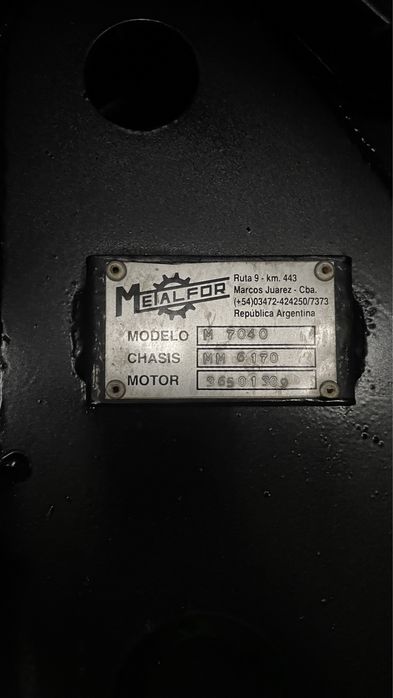 METALFOR
Ruta 9 - km. 443
Marcos Juarez - Cba.
(+54)03472-424250/7373
República Argentina
MODELO M 7040
CHASIS MM 6170
MOTOR